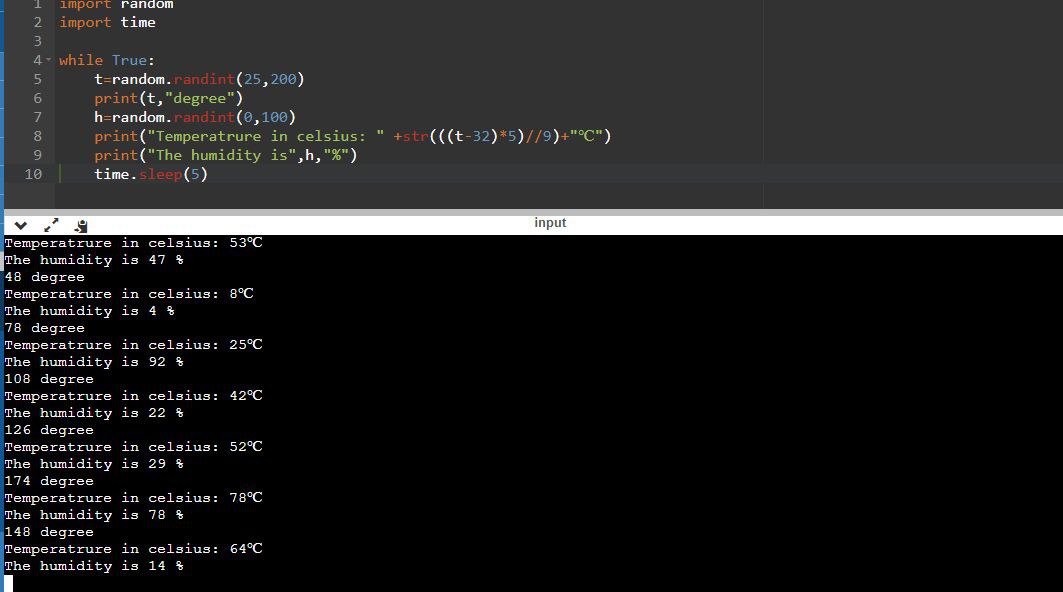 1 import random
2 import time
3
4 while True:
5 t=random.randint(25,200)
6 print(t,"degree")
7 h=random.randint(0,100)
8 print("Temperatrure in celsius: " +str(((t-32)*5)//9)+"℃")
9 print("The humidity is",h,"%")
10 time.sleep(5)
input
Temperatrure in celsius: 53℃
The humidity is 47 %
48 degree
Temperatrure in celsius: 8℃
The humidity is 4 %
78 degree
Temperatrure in celsius: 25℃
The humidity is 92 %
108 degree
Temperatrure in celsius: 42℃
The humidity is 22 %
126 degree
Temperatrure in celsius: 52℃
The humidity is 29 %
174 degree
Temperatrure in celsius: 78℃
The humidity is 78 %
148 degree
Temperatrure in celsius: 64℃
The humidity is 14 %